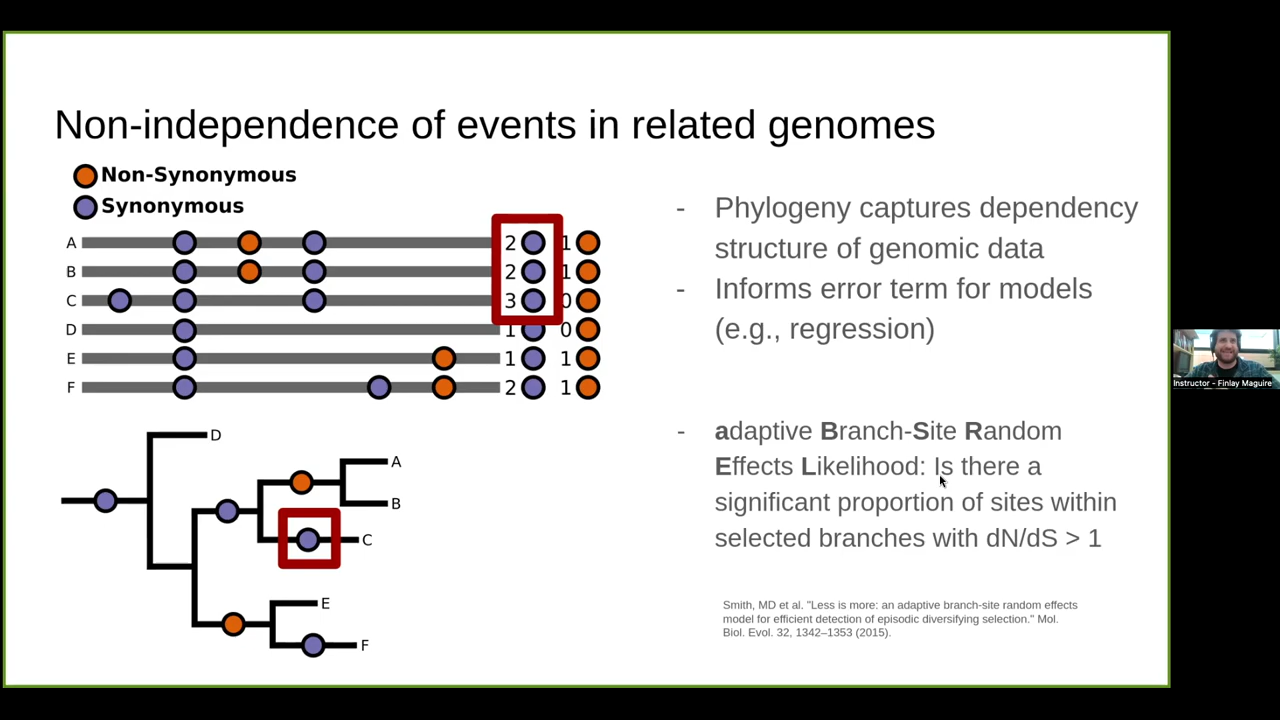 Non-independence of events in related genomes
Non-Synonymous
Synonymous
A 2 1
B 2 1
C 3 0
D 1 0
E 1 1
F 2 1
D
A
B
C
E
F
- Phylogeny captures dependency
structure of genomic data
- Informs error term for models
(e.g., regression)
- adaptive Branch-Site Random
Effects Likelihood: Is there a
significant proportion of sites within
selected branches with dN/dS > 1
Smith, MD et al. "Less is more: an adaptive branch-site random effects
model for efficient detection of episodic diversifying selection." Mol.
Biol. Evol. 32, 1342–1353 (2015).
Instructor - Finlay Maguire